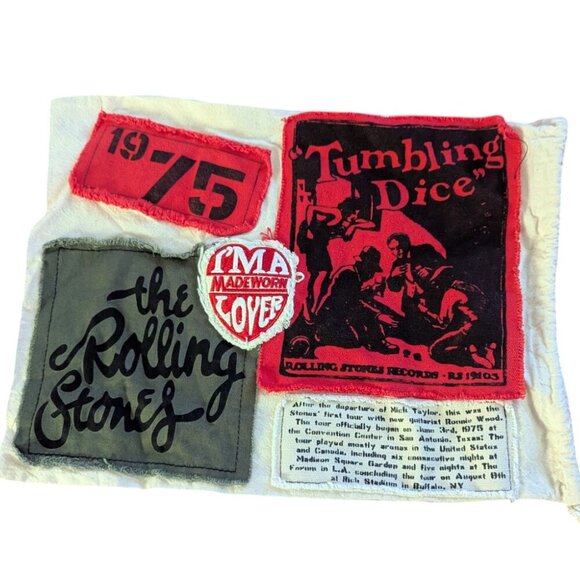 1975
the
Rolling
Stones
I'M A
MADEWORN
LOVER
"Tumbling
Dice"
ROLLING STONES RECORDS - RS 19103
After the departure of Mick Taylor, this was the
Stones' first tour with new guitarist Ronnie Wood.
The tour officially began on June 3rd, 1975 at
the Convention Center in San Antonio, Texas; The
tour played mostly arenas in the United States
and Canada, including six consecutive nights at
Madison Square Garden and five nights at The
Forum in L.A. concluding the tour on August 8th
at Rich Stadium in Buffalo, NY